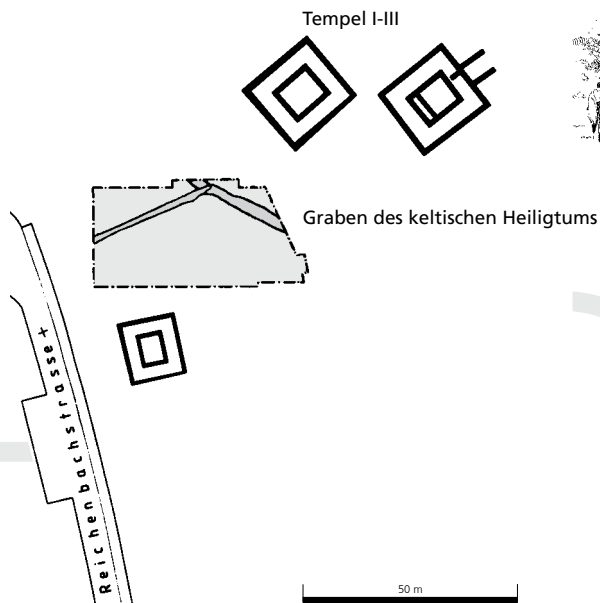 Tempel I-III
Graben des keltischen Heiligtums
Reichenbachstrasse
50 m